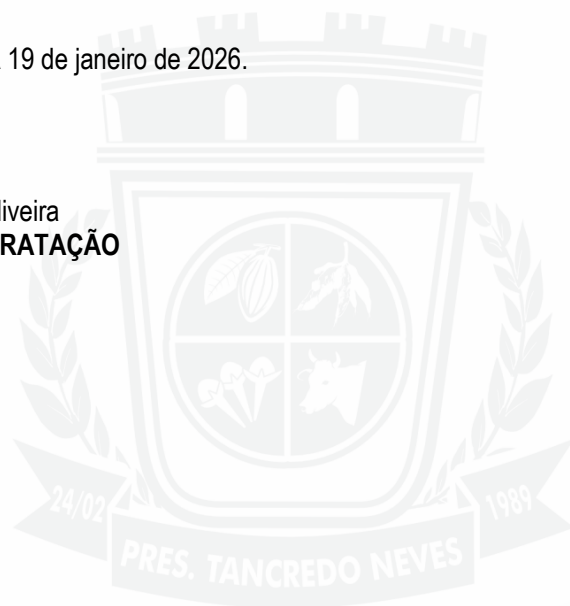 19 de janeiro de 2026.
liveira
RATAÇÃO
24/02
1989
PRES. TANCREDO NEVES